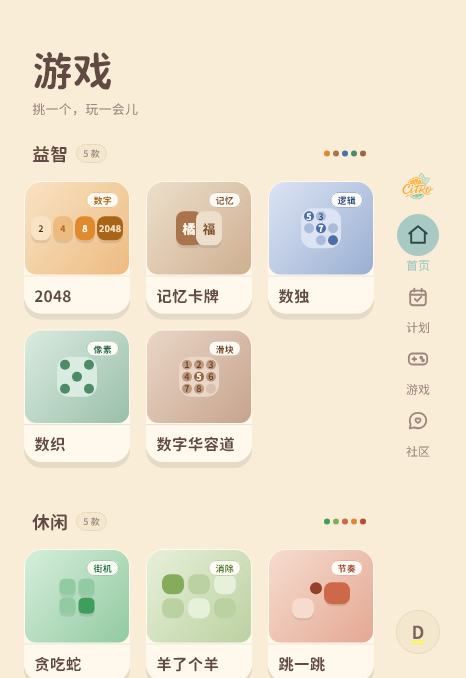 游戏
挑一个，玩一会儿
益智 5 款
数字
2 4 8 2048
2048
记忆
橘 福
记忆卡牌
逻辑
5 3
7
数独
像素
数织
滑块
1 2 3
4 5 6
7 8
数字华容道
休闲 5 款
街机
贪吃蛇
消除
羊了个羊
节奏
跳一跳
Citro
首页
计划
游戏
社区
D